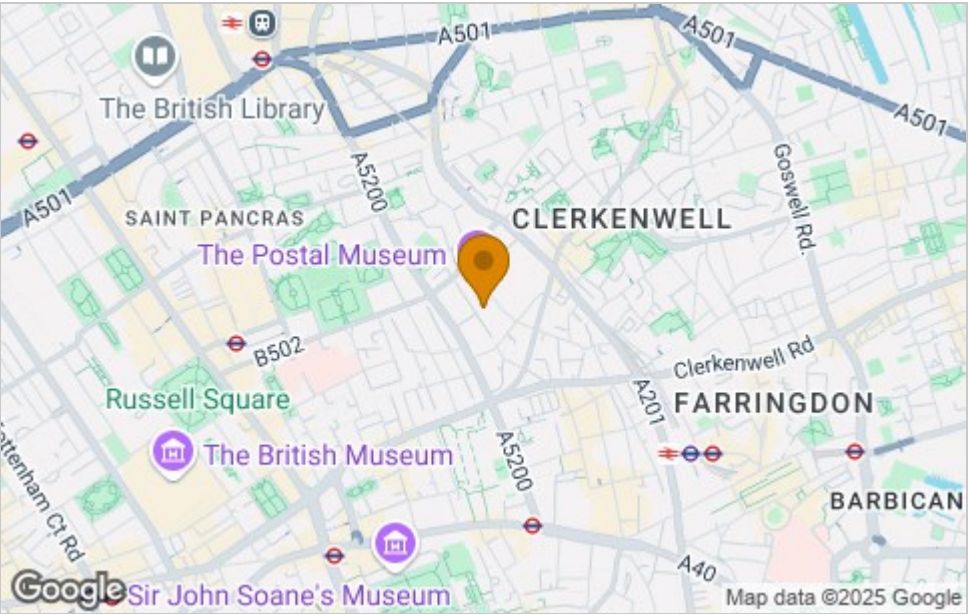 A501
A501
The British Library
A501
Goswell Rd.
A5200
A501
SAINT PANCRAS
CLERKENWELL
The Postal Museum
B502
Clerkenwell Rd
Russell Square
A201
FARRINGDON
The British Museum
A5200
ottenham Ct Rd
BARBICAN
A40
Google
Sir John Soane's Museum
Map data ©2025 Google